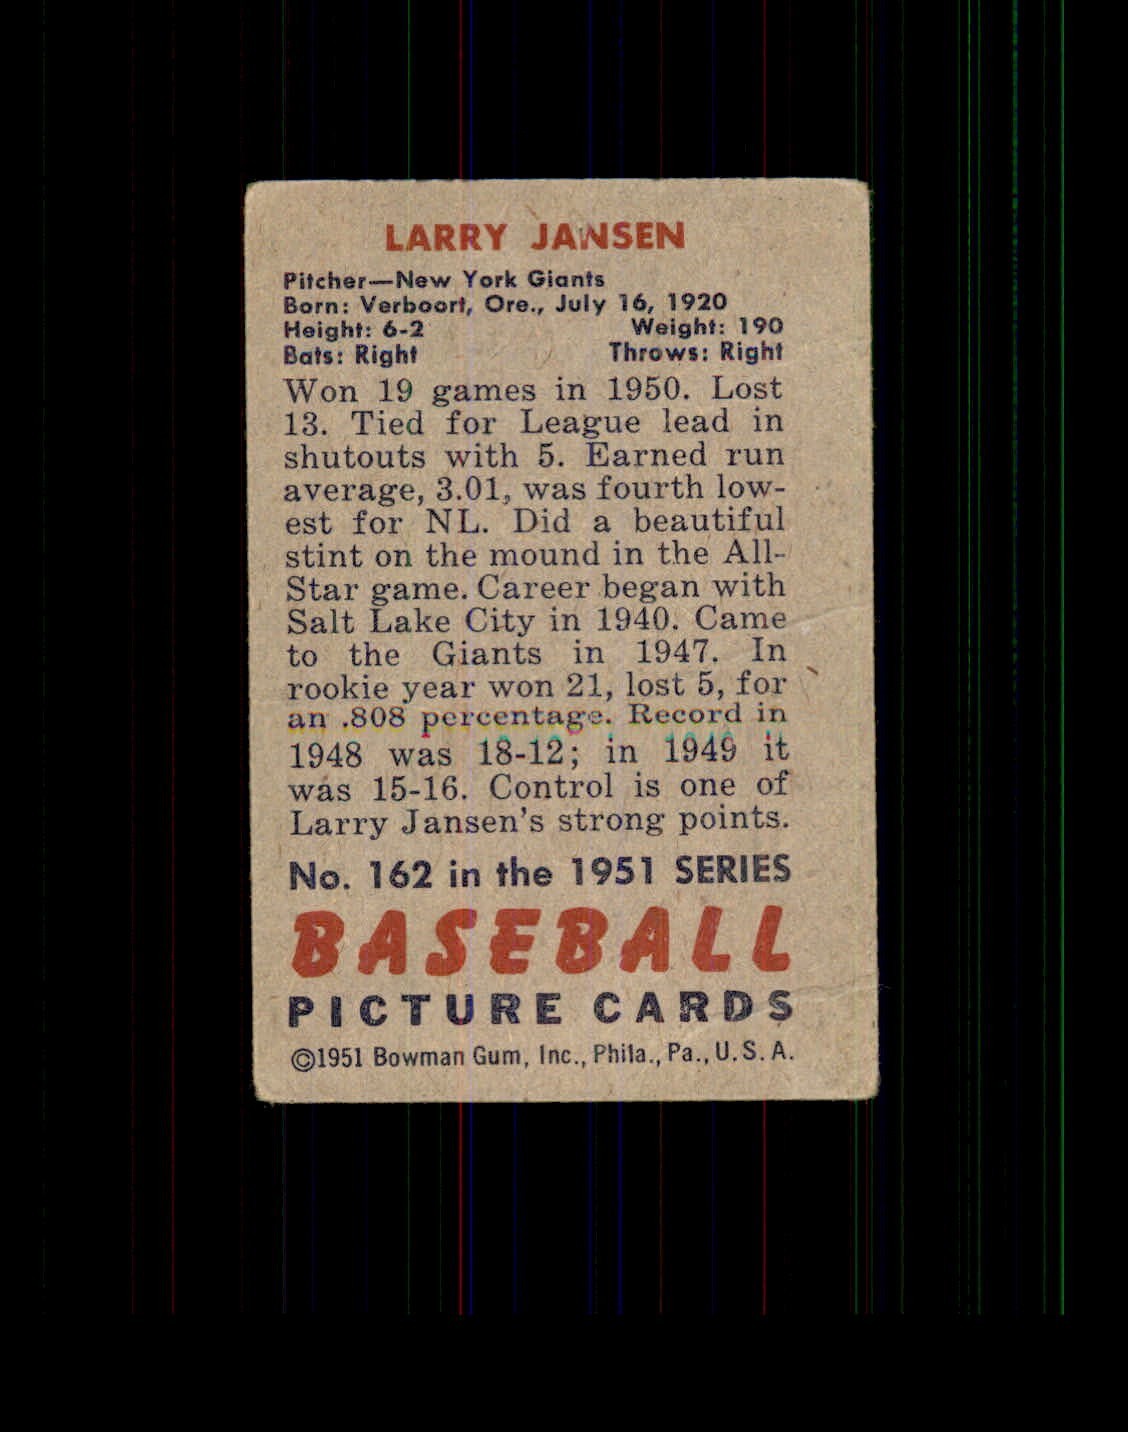 LARRY JANSEN
Pitcher—New York Giants
Born: Verboort, Ore., July 16, 1920
Height: 6-2 Weight: 190
Bats: Right Throws: Right
Won 19 games in 1950. Lost
13. Tied for League lead in
shutouts with 5. Earned run
average, 3.01, was fourth low-
est for NL. Did a beautiful
stint on the mound in the All-
Star game. Career began with
Salt Lake City in 1940. Came
to the Giants in 1947. In
rookie year won 21, lost 5, for
an .808 percentage. Record in
1948 was 18-12; in 1949 it
was 15-16. Control is one of
Larry Jansen's strong points.
No. 162 in the 1951 SERIES
BASEBALL
PICTURE CARDS
©1951 Bowman Gum, Inc., Phila., Pa., U.S.A.